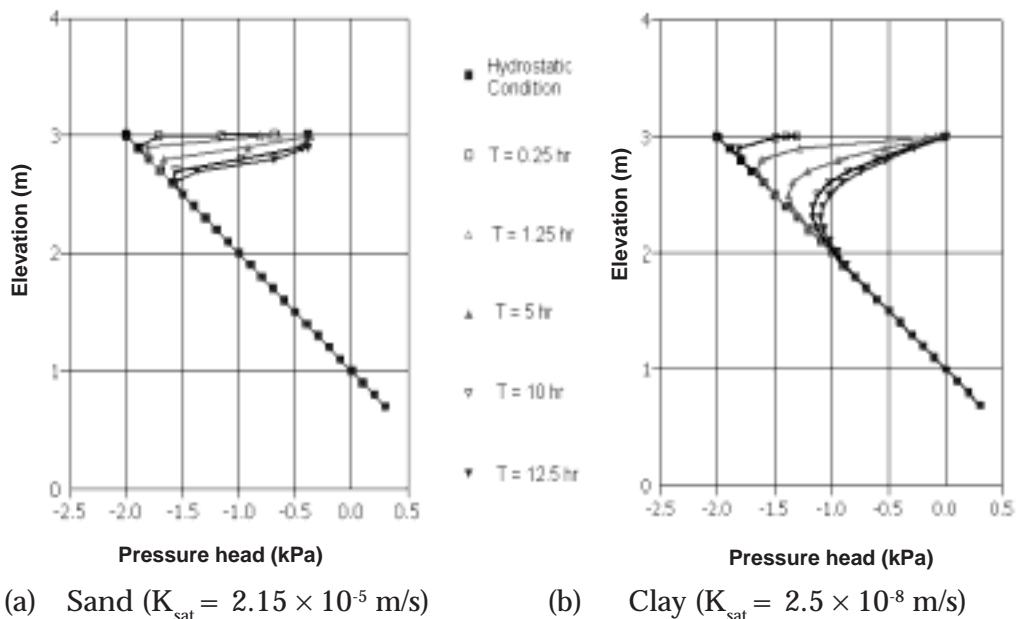 4
3
2
1
0
Elevation (m)
-2.5 -2.0 -1.5 -1.0 -0.5 0.0 0.5
Pressure head (kPa)
Hydrostatic
Condition
T = 0.25 hr
T = 1.25 hr
T = 5 hr
T = 10 hr
T = 12.5 hr
4
3
2
1
0
Elevation (m)
-2.5 -2.0 -1.5 -1.0 -0.5 0.0 0.5
Pressure head (kPa)
(a) Sand (Ksat = 2.15 × 10-5 m/s)
(b) Clay (Ksat = 2.5 × 10-8 m/s)